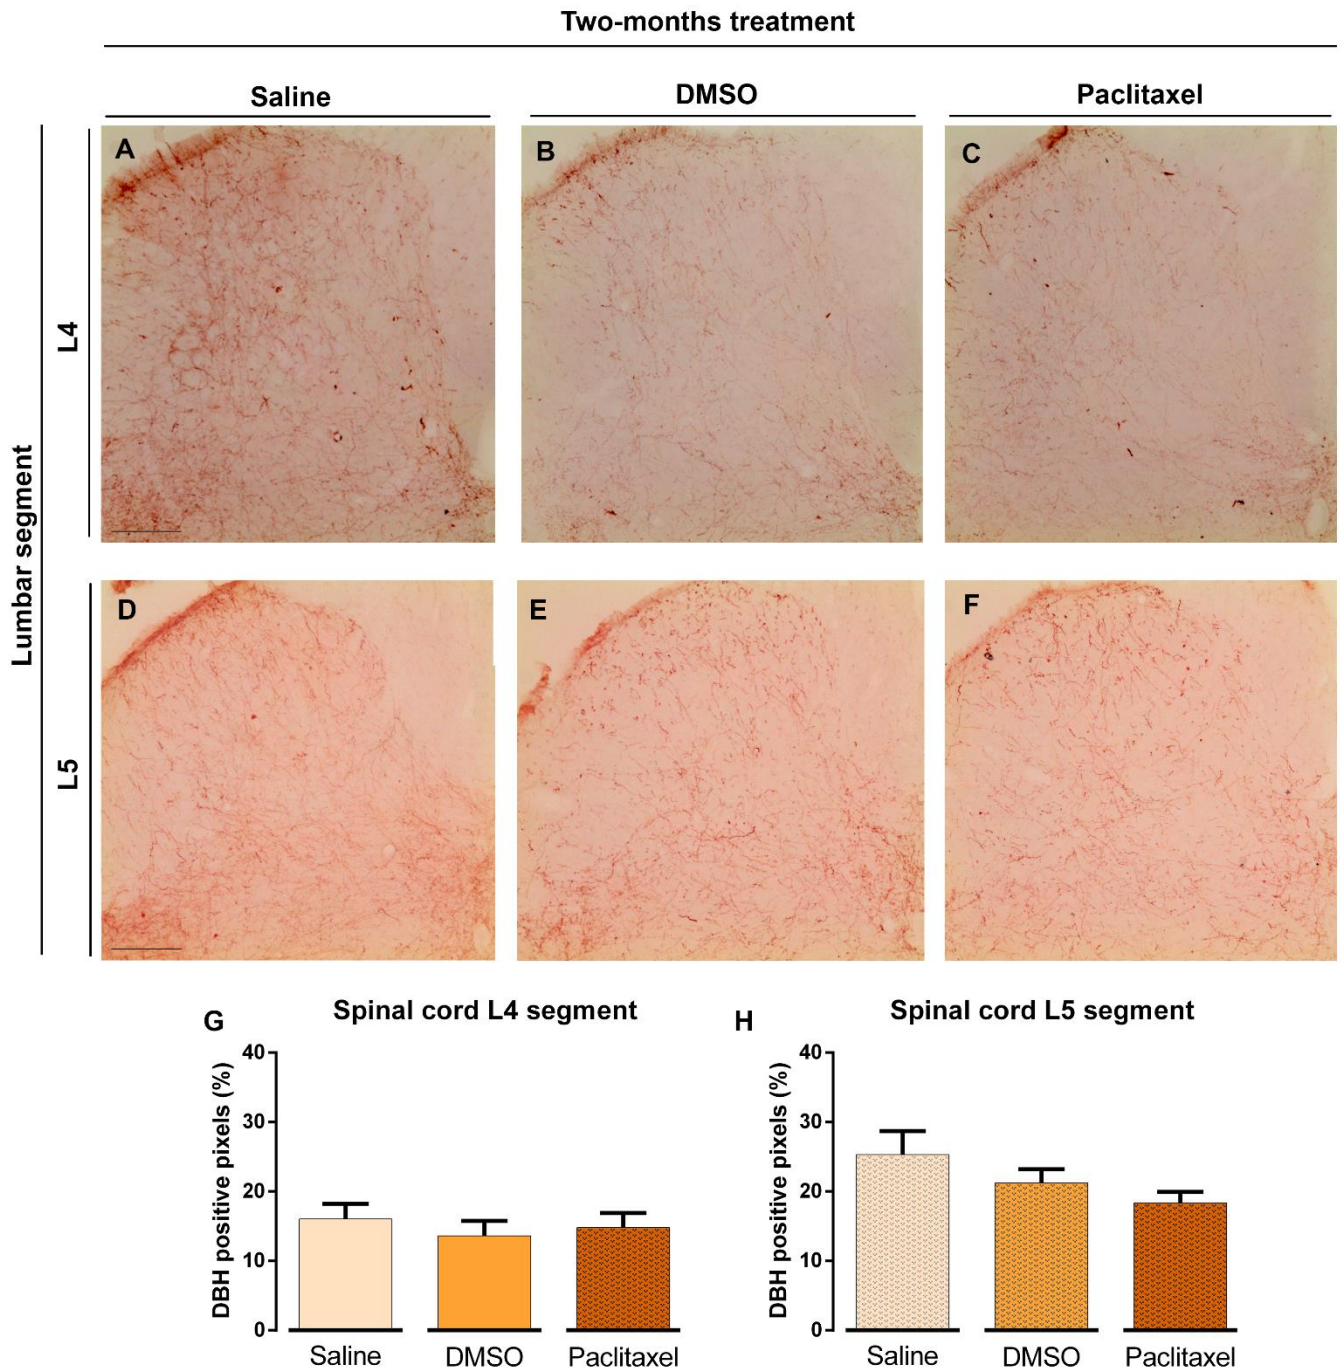 Two-months treatment
Saline
DMSO
Paclitaxel
Lumbar segment
L4
A
B
C
L5
D
E
F
G
Spinal cord L4 segment
DBH positive pixels (%)
40
30
20
10
0
Saline
DMSO
Paclitaxel
H
Spinal cord L5 segment
DBH positive pixels (%)
40
30
20
10
0
Saline
DMSO
Paclitaxel